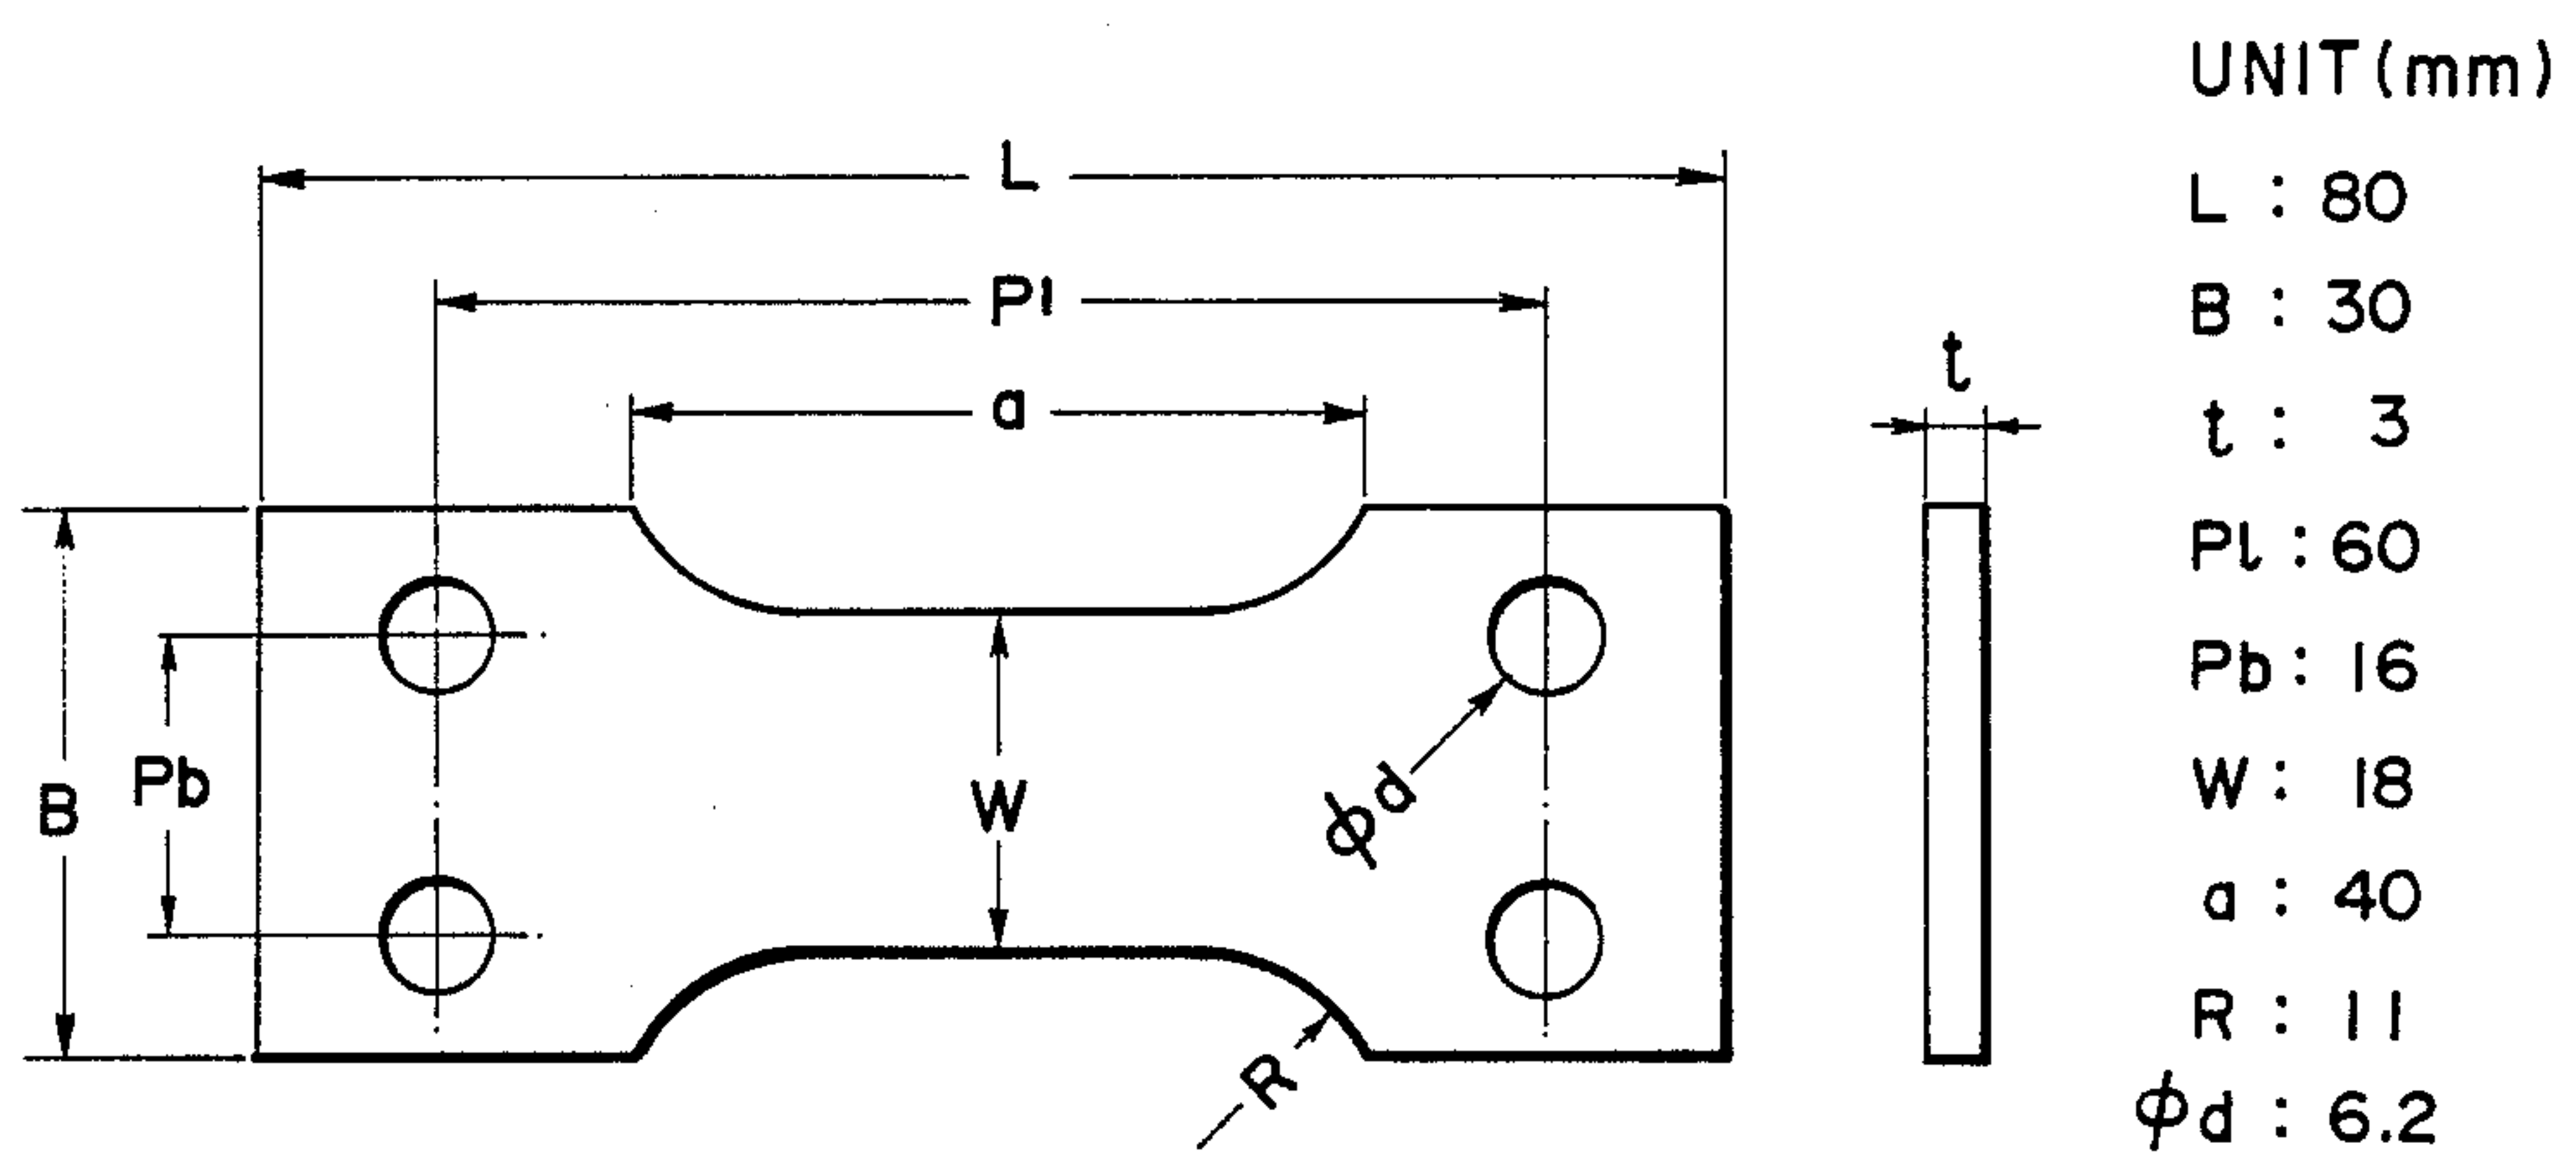 UNIT(mm)
L
L : 80
Pl
B : 30
t
a
t : 3
Pl : 60
Pb : 16
Pb
B
W
φd
W : 18
a : 40
R
R : 11
φd : 6.2